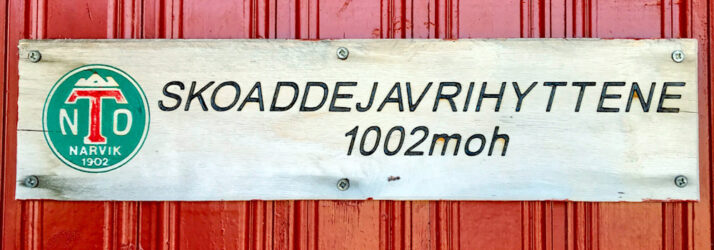 NTO
NARVIK
1902
SKOADDEJAVRIHYTTENE
1002moh